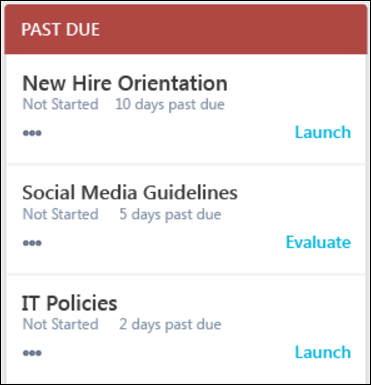 PAST DUE
New Hire Orientation
Not Started 10 days past due
Launch
Social Media Guidelines
Not Started 5 days past due
Evaluate
IT Policies
Not Started 2 days past due
Launch